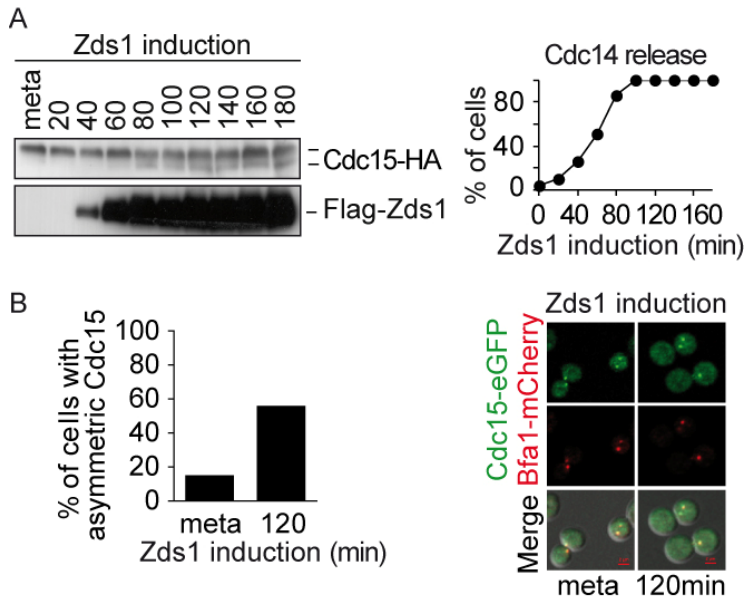 A
Zds1 induction
meta 20 40 60 80 100 120 140 160 180
Cdc15-HA
Flag-Zds1
Cdc14 release
% of cells
80
40
0
0 40 80 120 160
Zds1 induction (min)
B
% of cells with
asymmetric Cdc15
100
80
60
40
20
0
meta 120
Zds1 induction (min)
Zds1 induction
Cdc15-eGFP
Bfa1-mCherry
Merge
meta 120min